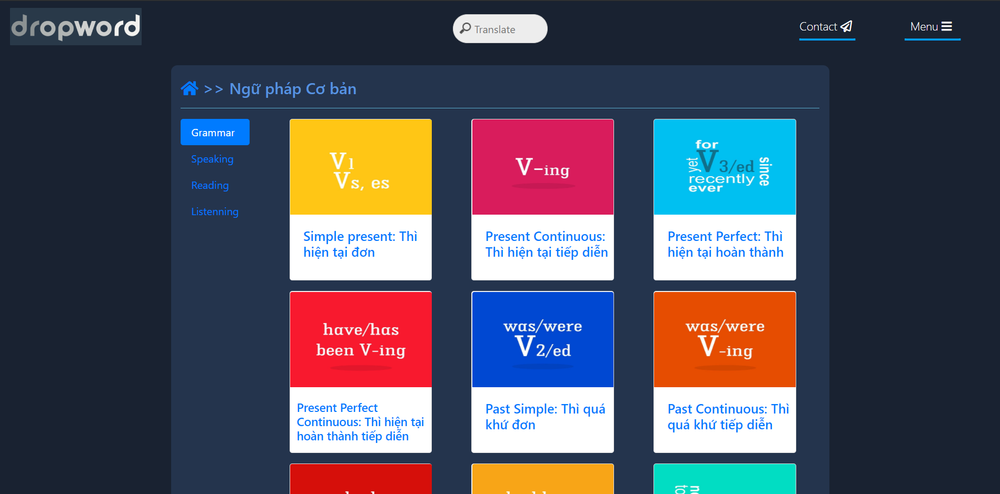 dropword
Translate
Contact
Menu
>> Ngữ pháp Cơ bản
Grammar
Speaking
Reading
Listenning
V1
Vs, es
Simple present: Thì
hiện tại đơn
V-ing
Present Continuous:
Thì hiện tại tiếp diễn
for
yet
V3/ed
since
recently
ever
Present Perfect: Thì
hiện tại hoàn thành
have/has
been V-ing
Present Perfect
Continuous: Thì hiện tại
hoàn thành tiếp diễn
was/were
V2/ed
Past Simple: Thì quá
khứ đơn
was/were
V-ing
Past Continuous: Thì
quá khứ tiếp diễn